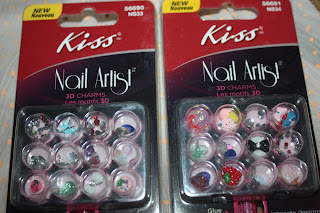 NEW
Nouveau
56690
NS33
Kiss
Nail Artist
3D CHARMS
Les motifs 3D
NEW
Nouveau
56691
NS34
Kiss
Nail Artist
3D CHARMS
Les motifs 3D
Glue